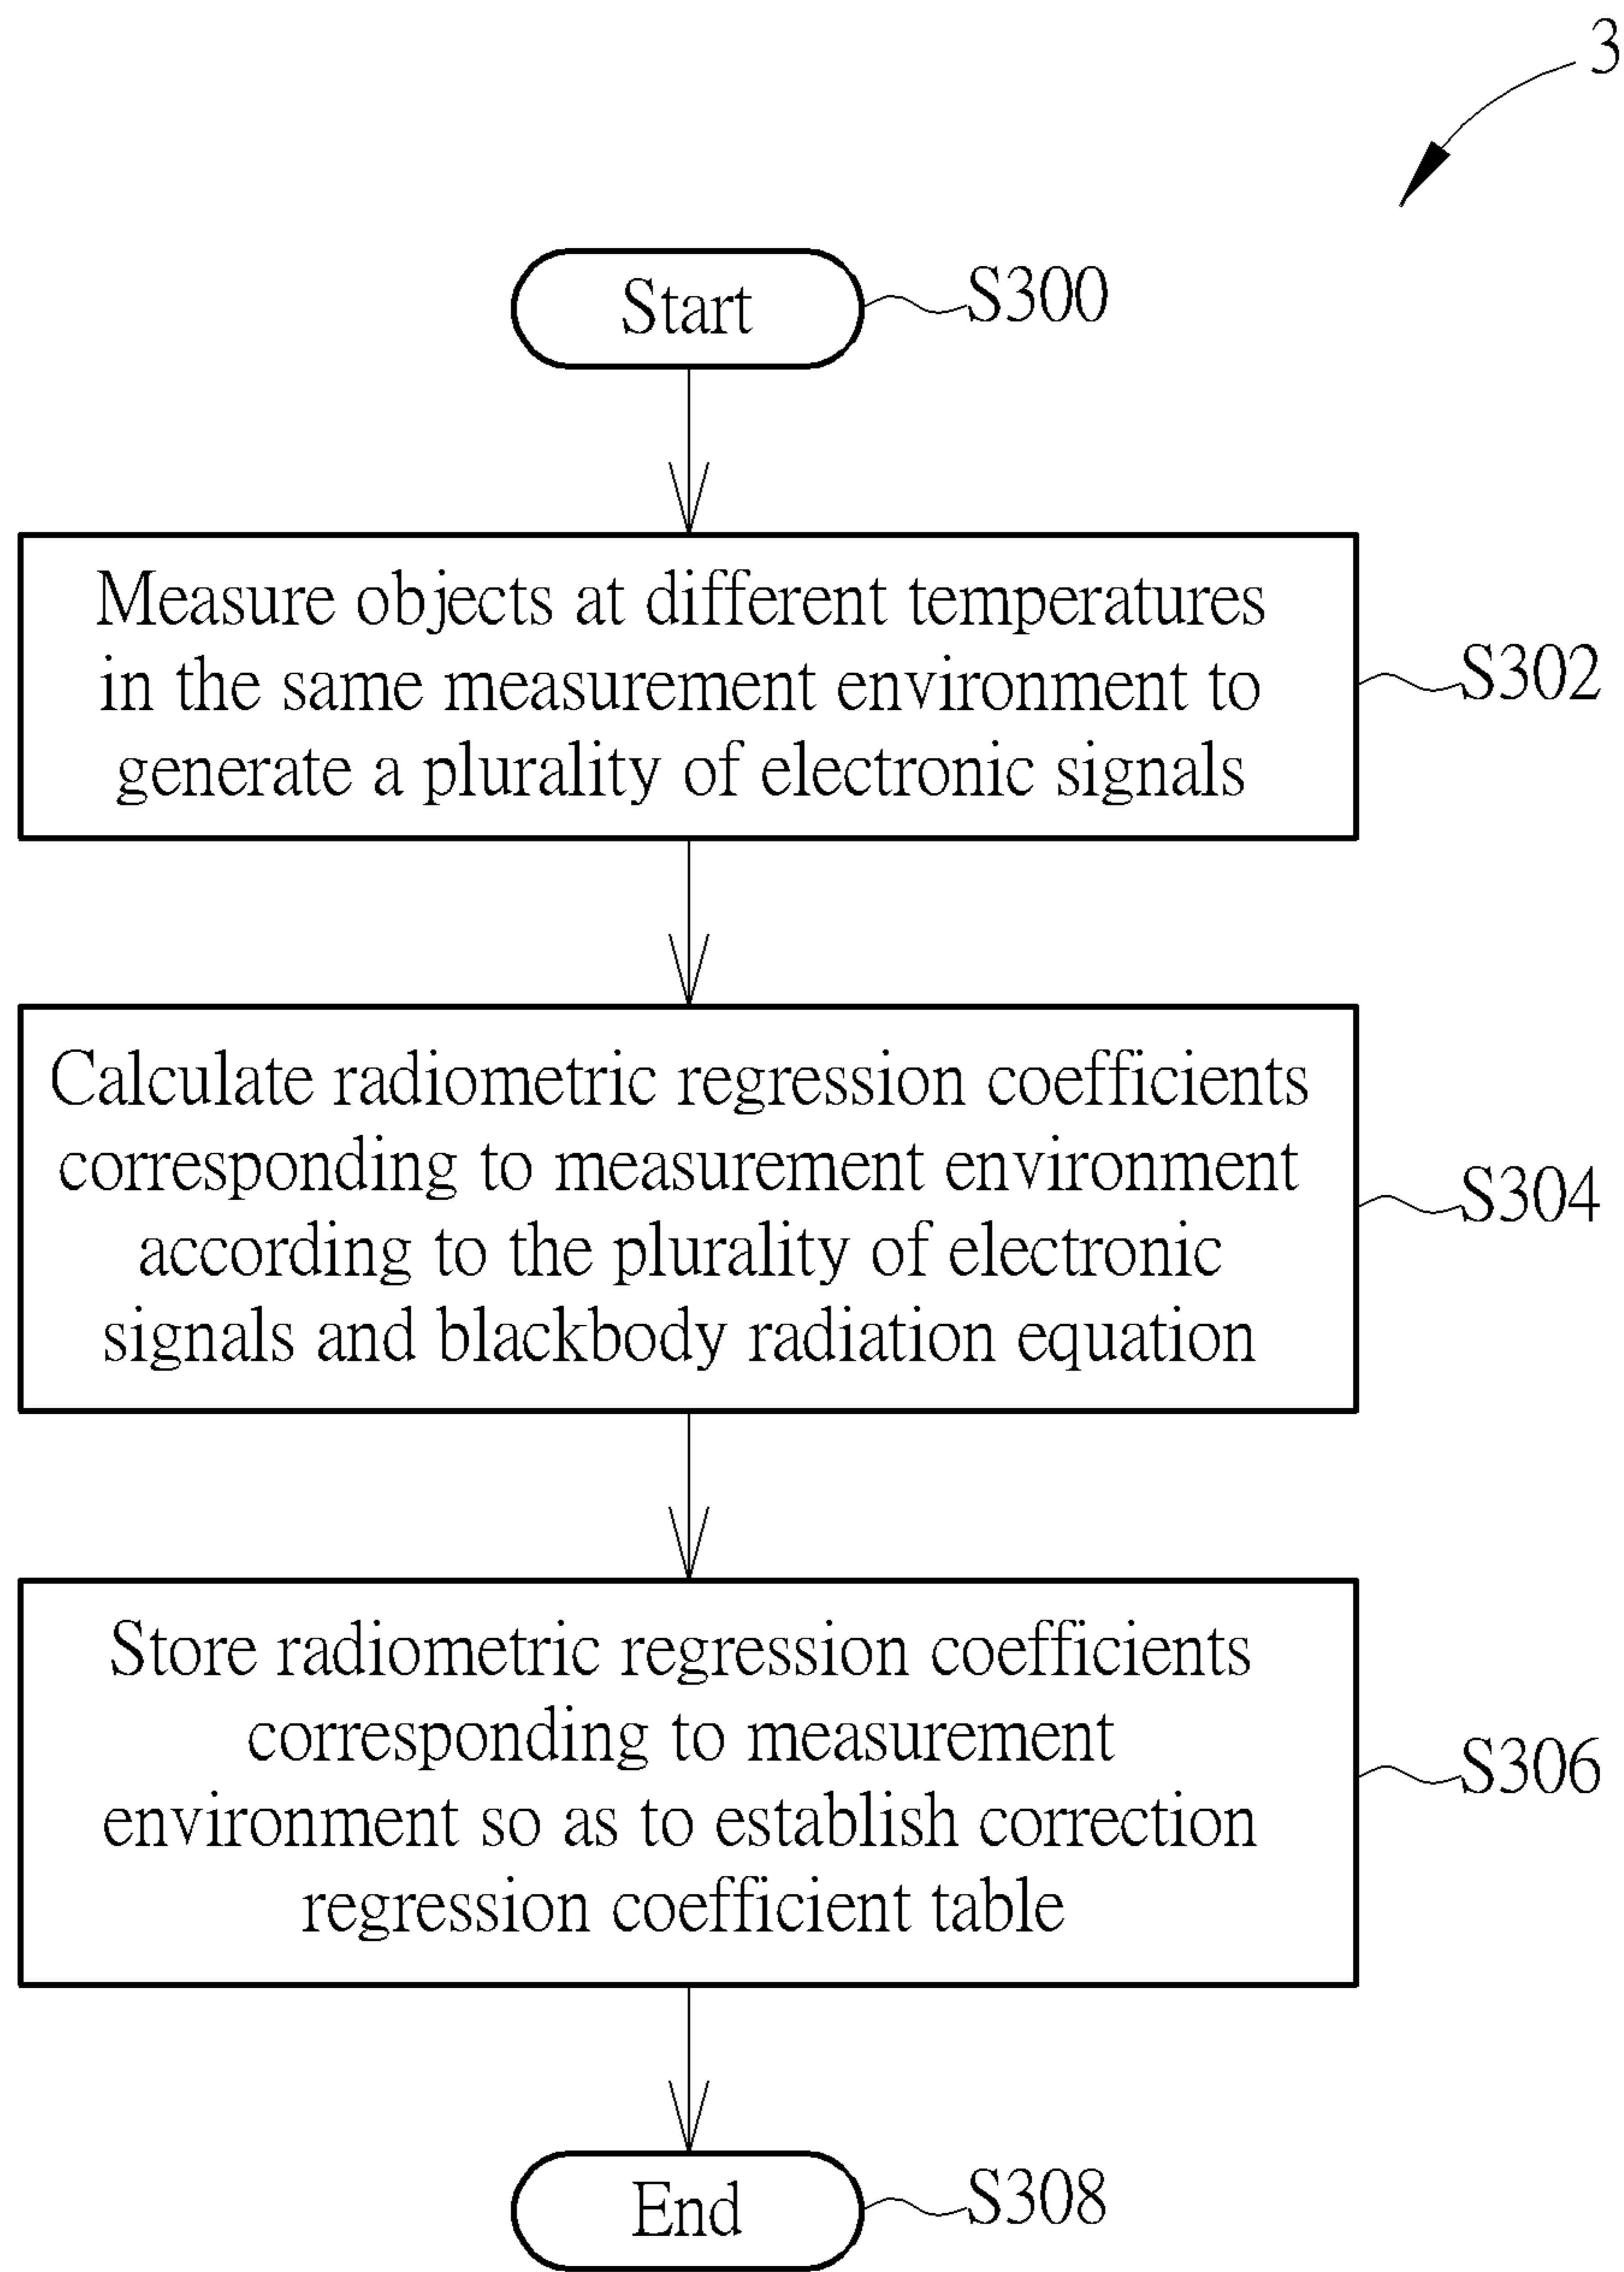 3
Start
S300
Measure objects at different temperatures
in the same measurement environment to
generate a plurality of electronic signals
S302
Calculate radiometric regression coefficients
corresponding to measurement environment
according to the plurality of electronic
signals and blackbody radiation equation
S304
Store radiometric regression coefficients
corresponding to measurement
environment so as to establish correction
regression coefficient table
S306
End
S308